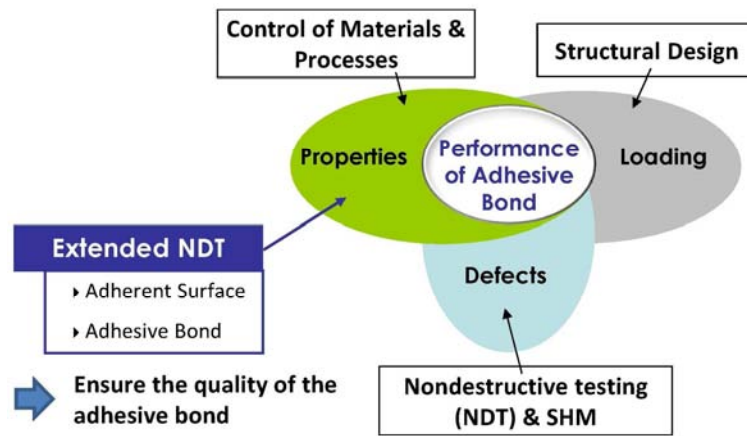 Control of Materials &
Processes
Structural Design
Properties
Performance
of Adhesive
Bond
Loading
Extended NDT
Adherent Surface
Adhesive Bond
Defects
Ensure the quality of the
adhesive bond
Nondestructive testing
(NDT) & SHM